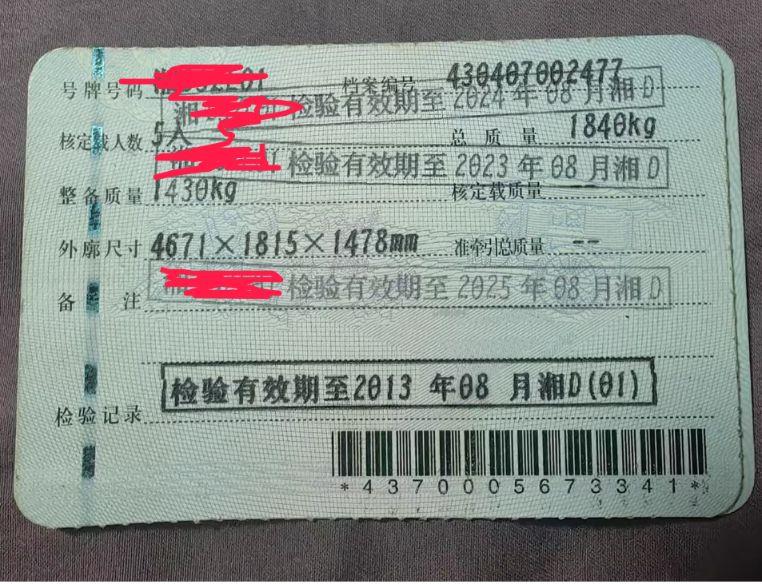 号牌号码 档案编号 430407002477
检验有效期至2024年08月湘D
核定载人数 5人 总质量 1840kg
检验有效期至2023年08月湘D
整备质量 1430kg 核定载质量 --
外廓尺寸 4671×1815×1478mm 准牵引总质量 --
检验有效期至2025年08月湘D
备注
检验有效期至2013 年08 月湘D(01)
检验记录
*4370005673341*